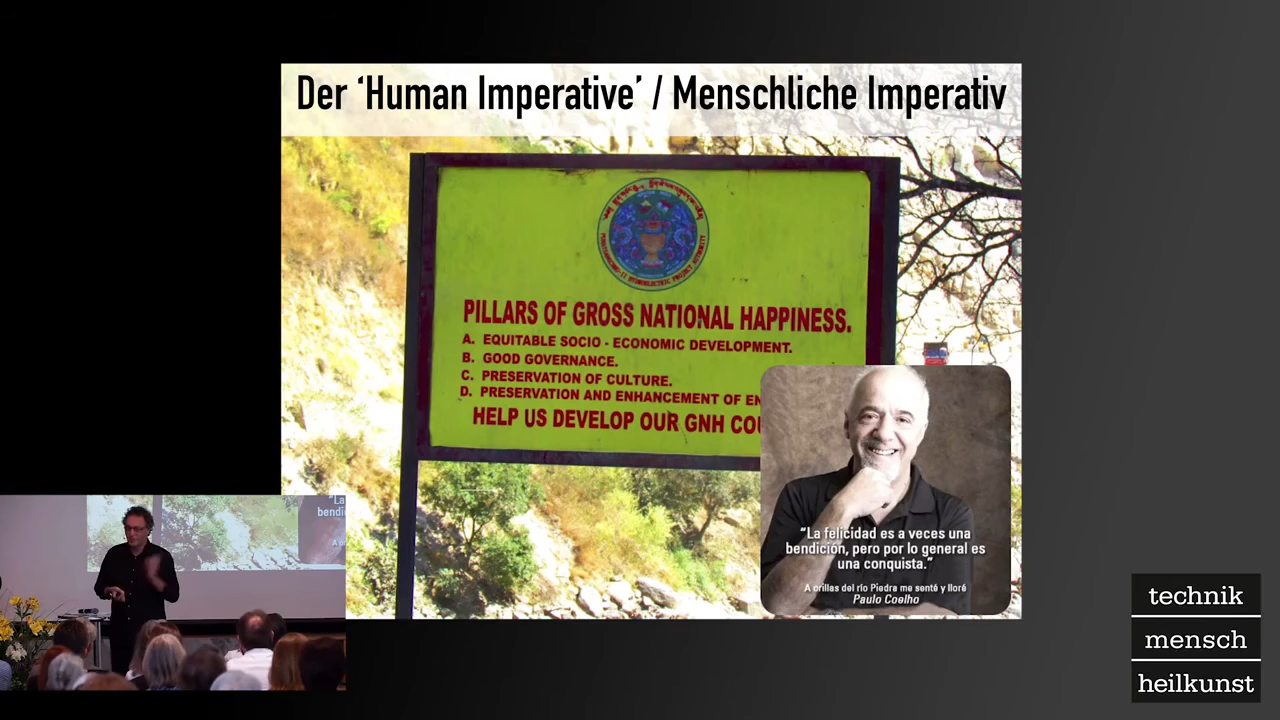 Der ‘Human Imperative’ / Menschliche Imperativ
PILLARS OF GROSS NATIONAL HAPPINESS.
A. EQUITABLE SOCIO - ECONOMIC DEVELOPMENT.
B. GOOD GOVERNANCE.
C. PRESERVATION OF CULTURE.
D. PRESERVATION AND ENHANCEMENT OF
HELP US DEVELOP OUR GNH
“La felicidad es a veces una
bendición, pero por lo general es
una conquista.”
A orillas del río Piedra me senté y lloré
Paulo Coelho
“La
technik
mensch
heilkunst